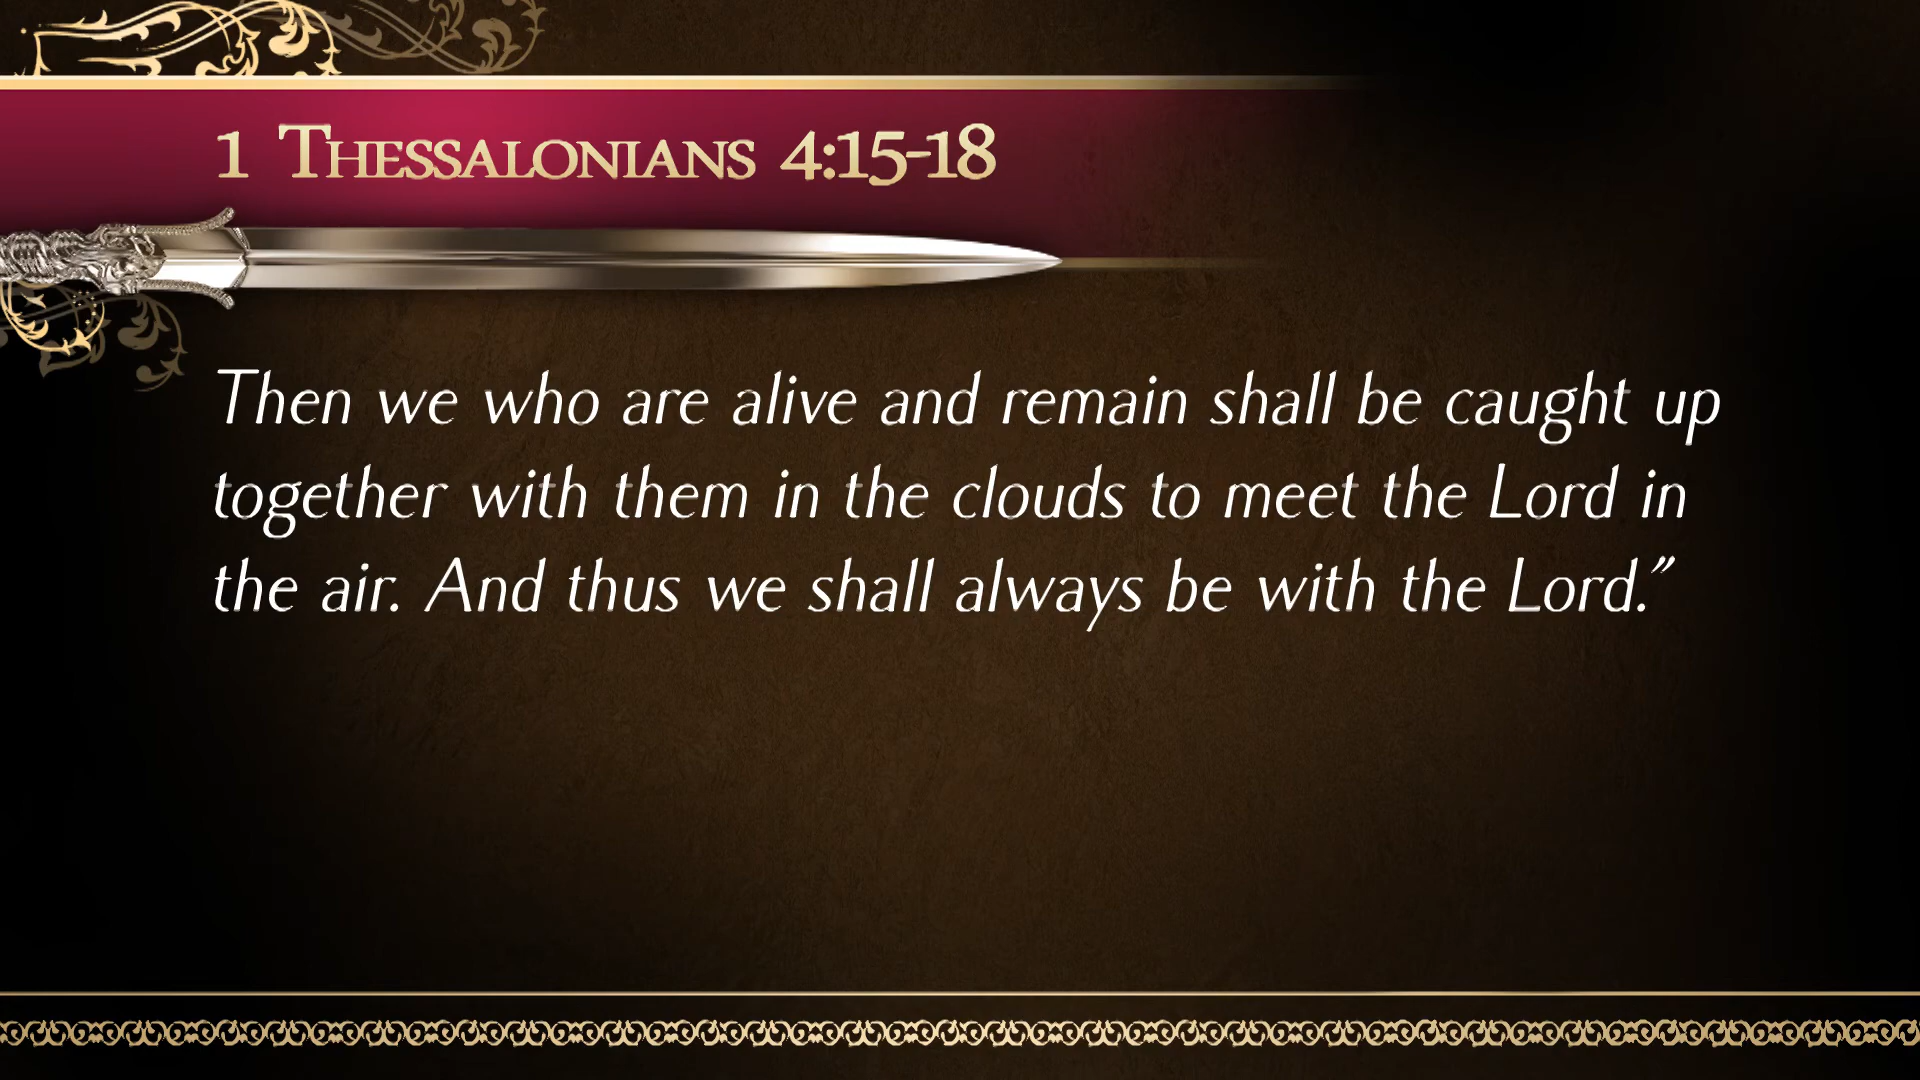 1 Thessalonians 4:15-18
Then we who are alive and remain shall be caught up
together with them in the clouds to meet the Lord in
the air. And thus we shall always be with the Lord.”